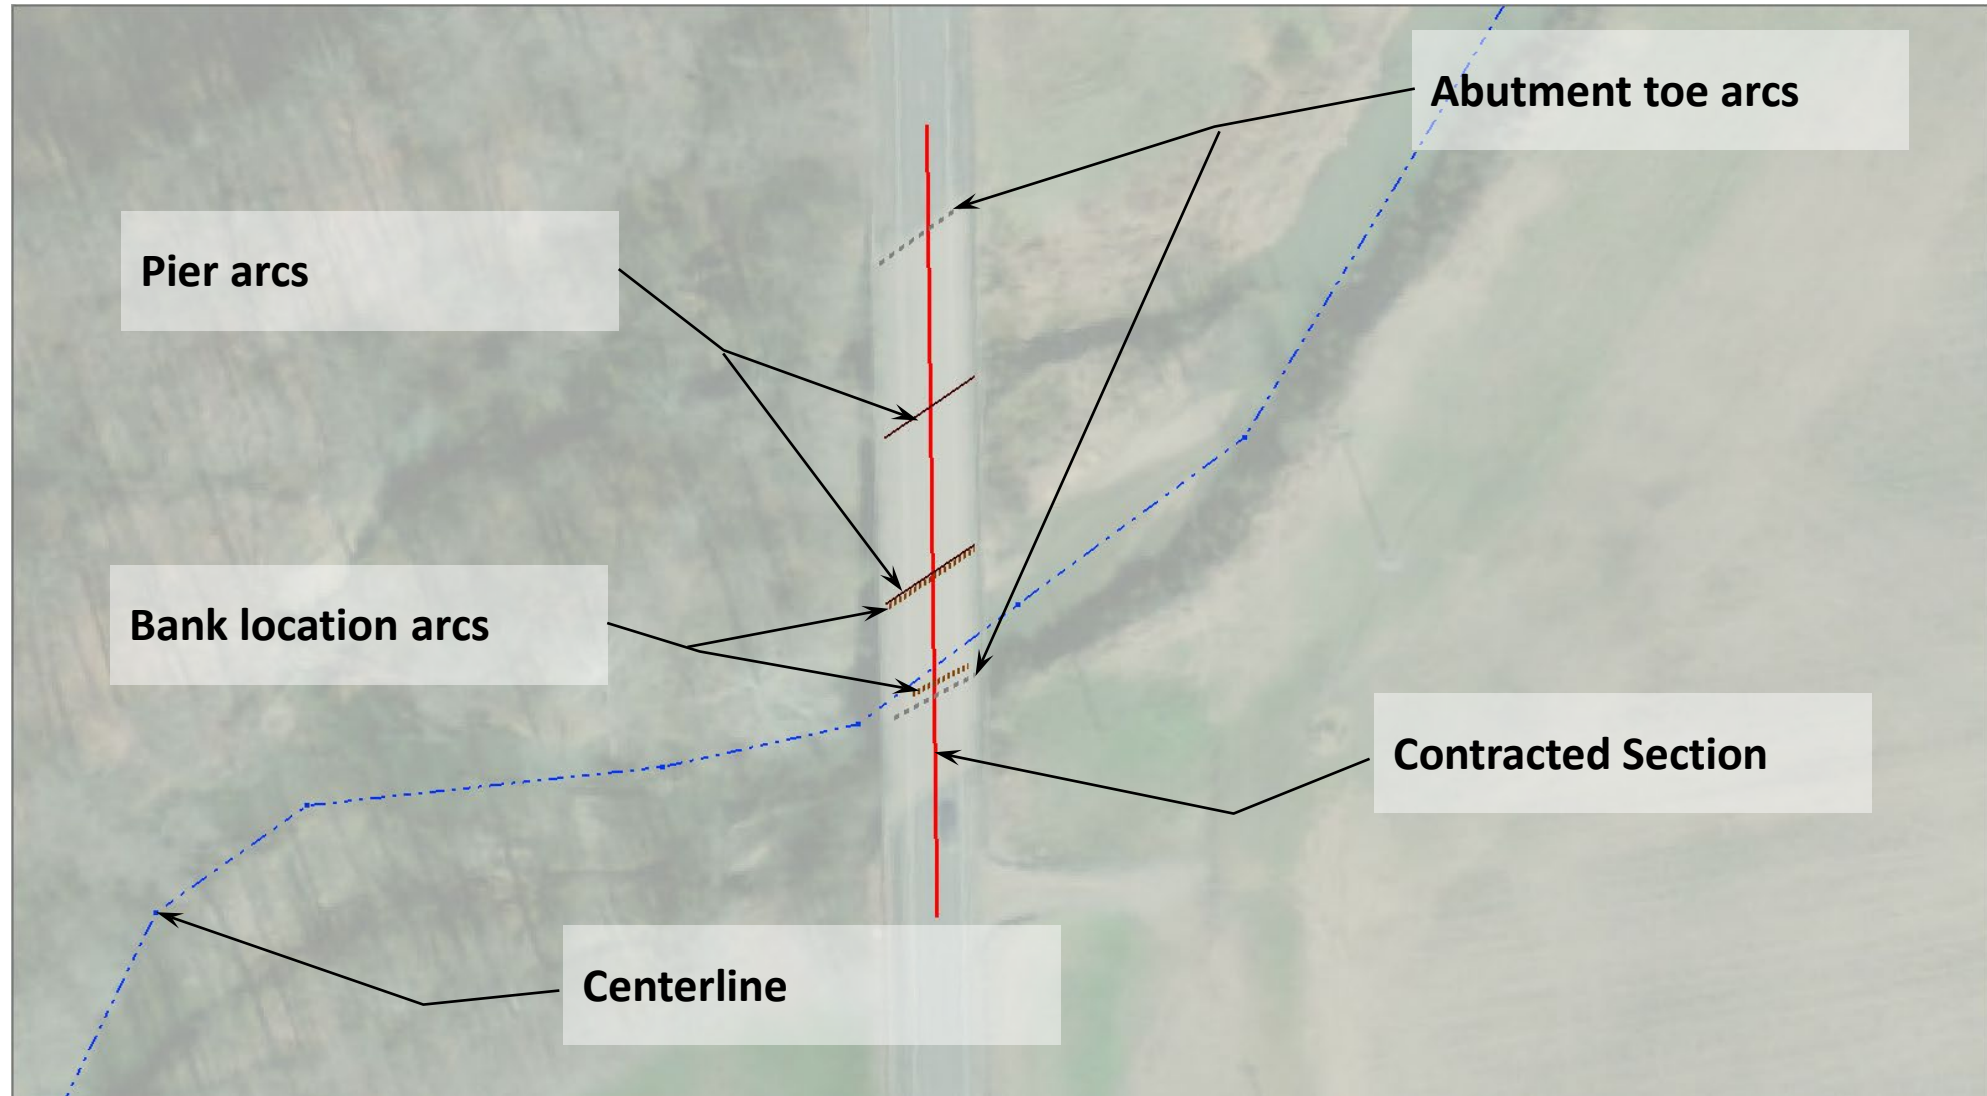 Abutment toe arcs
Pier arcs
Bank location arcs
Contracted Section
Centerline